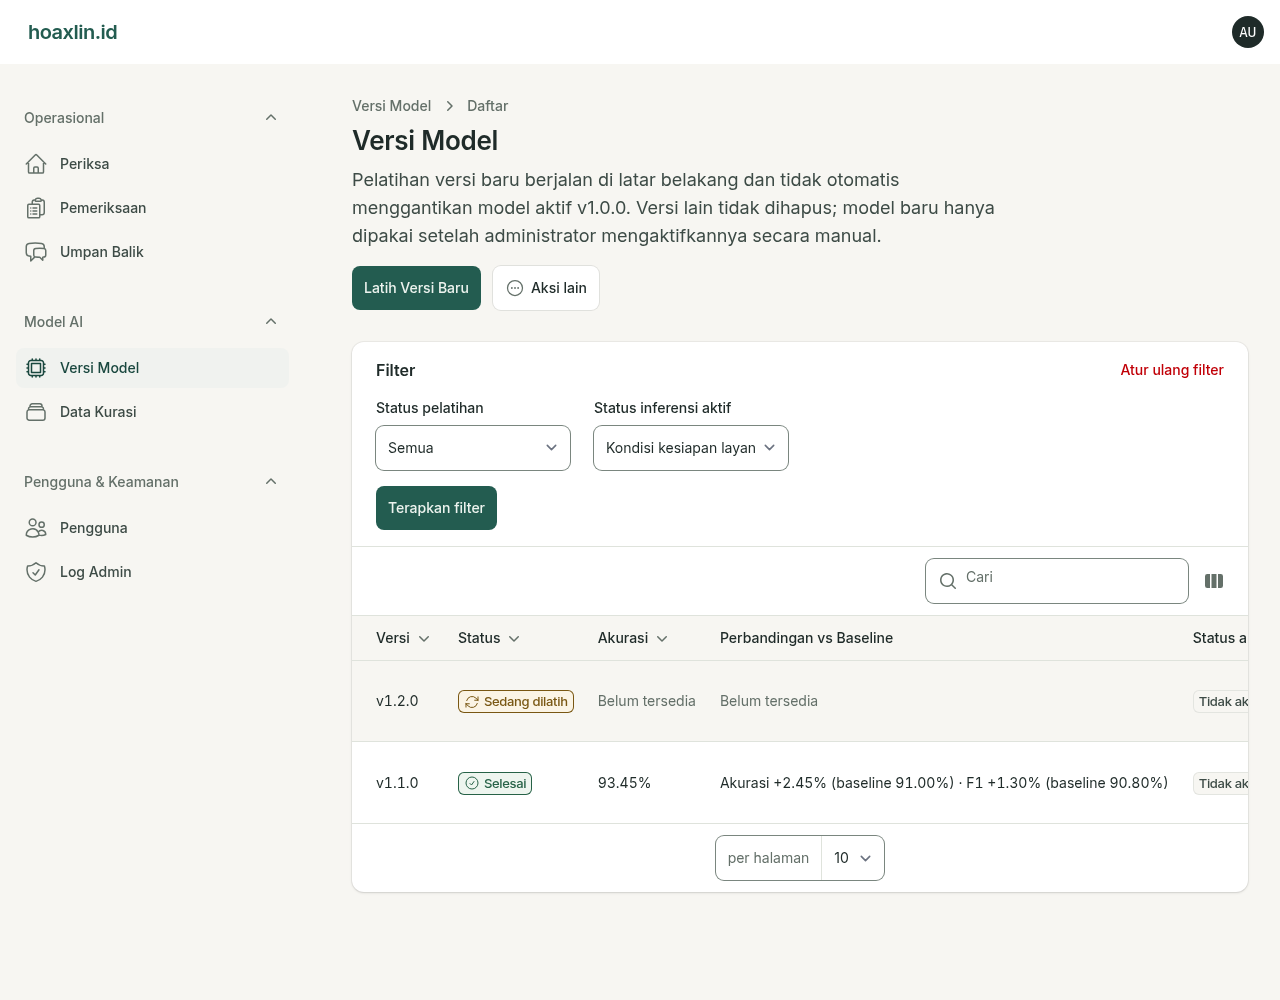 hoaxlin.id
AU
Operasional
Periksa
Pemeriksaan
Umpan Balik
Model AI
Versi Model
Data Kurasi
Pengguna & Keamanan
Pengguna
Log Admin
Versi Model > Daftar
Versi Model
Pelatihan versi baru berjalan di latar belakang dan tidak otomatis
menggantikan model aktif v1.0.0. Versi lain tidak dihapus; model baru hanya
dipakai setelah administrator mengaktifkannya secara manual.
Latih Versi Baru
Aksi lain
Filter
Atur ulang filter
Status pelatihan
Status inferensi aktif
Semua
Kondisi kesiapan layan
Terapkan filter
Cari
Versi Status Akurasi Perbandingan vs Baseline Status a
v1.2.0 Sedang dilatih Belum tersedia Belum tersedia Tidak ak
v1.1.0 Selesai 93.45% Akurasi +2.45% (baseline 91.00%) · F1 +1.30% (baseline 90.80%) Tidak ak
per halaman 10